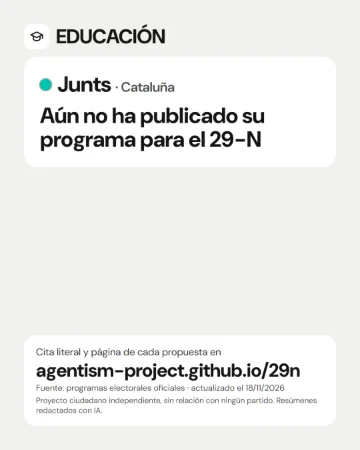 EDUCACIÓN
Junts · Cataluña
Aún no ha publicado su
programa para el 29-N
Cita literal y página de cada propuesta en
agentism-project.github.io/29n
Fuente: programas electorales oficiales · actualizado el 18/11/2026
Proyecto ciudadano independiente, sin relación con ningún partido. Resúmenes
redactados con IA.